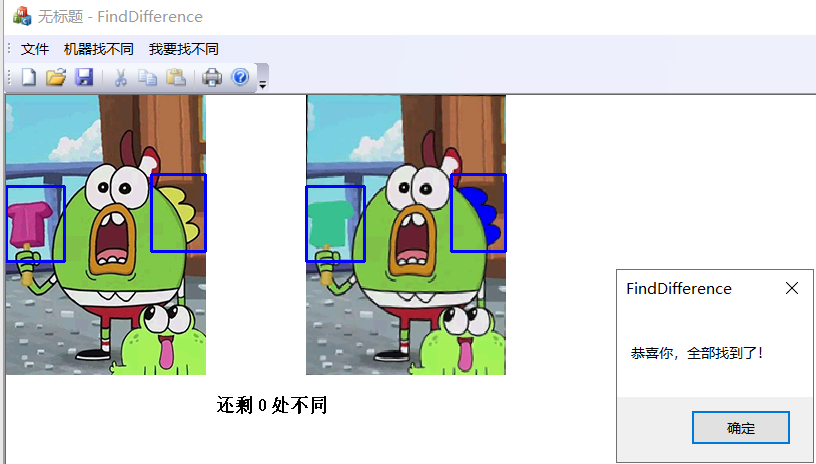 无标题 - FindDifference
文件 机器找不同 我要找不同
FindDifference
恭喜你，全部找到了！
确定
还剩 0 处不同